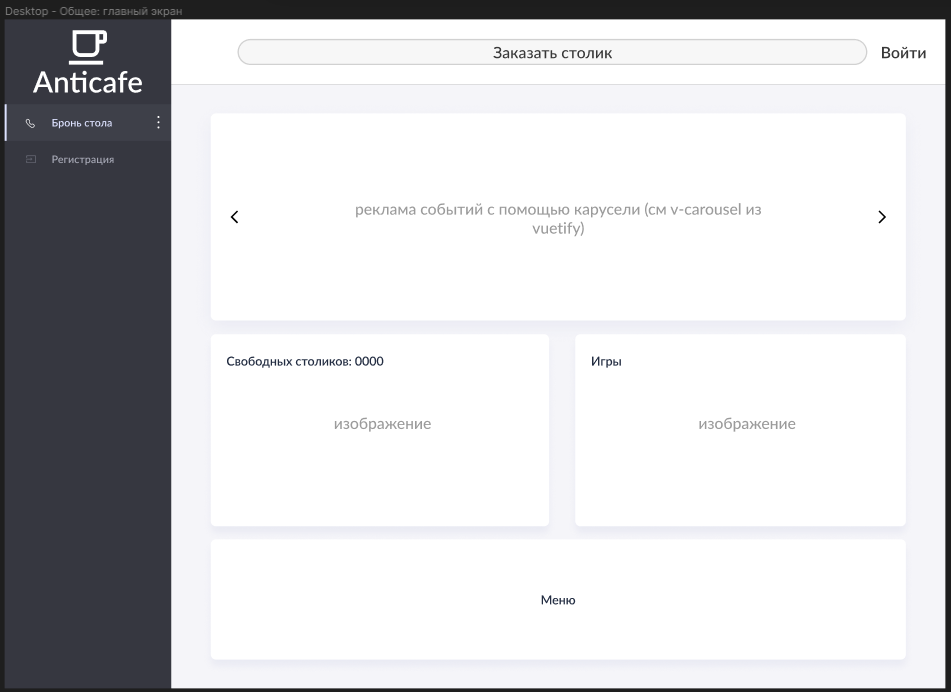 Desktop - Общее: главный экран
Anticafe
Заказать столик
Войти
Бронь стола
Регистрация
реклама событий с помощью карусели (см v-carousel из
vuetify)
Свободных столиков: 0000
Игры
изображение
изображение
Меню